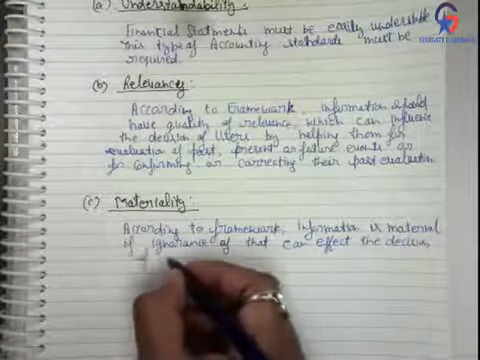 (a) Understandability:
Financial Statments must be easily understable
This type of Accounting standards must be
required.
(b) Relevancy:
According to Framework, information should
have quality of relevence which can influence
the decision of Users by helping them for
evaluation of past, present or future events or
for confirming or correcting their past evaluation
(c) Materiality:
According to framework, Information is material
if ignorance of that can effect the decision